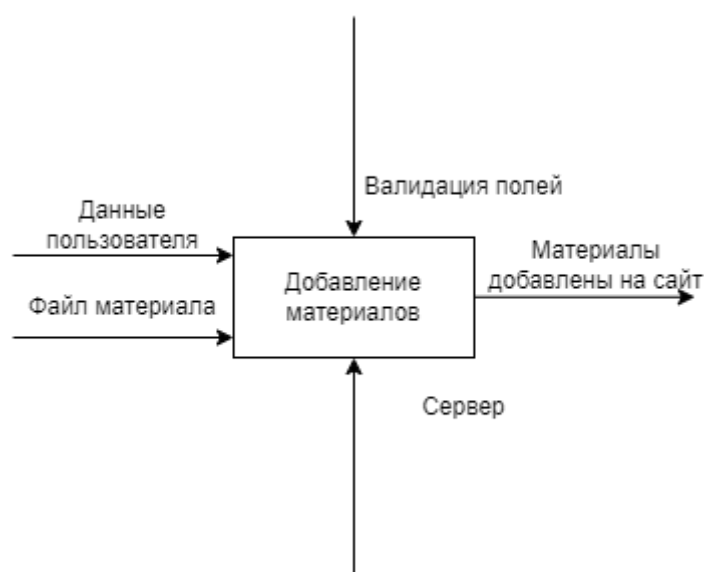 Валидация полей
Данные
пользователя
Файл материала
Добавление
материалов
Материалы
добавлены на сайт
Сервер